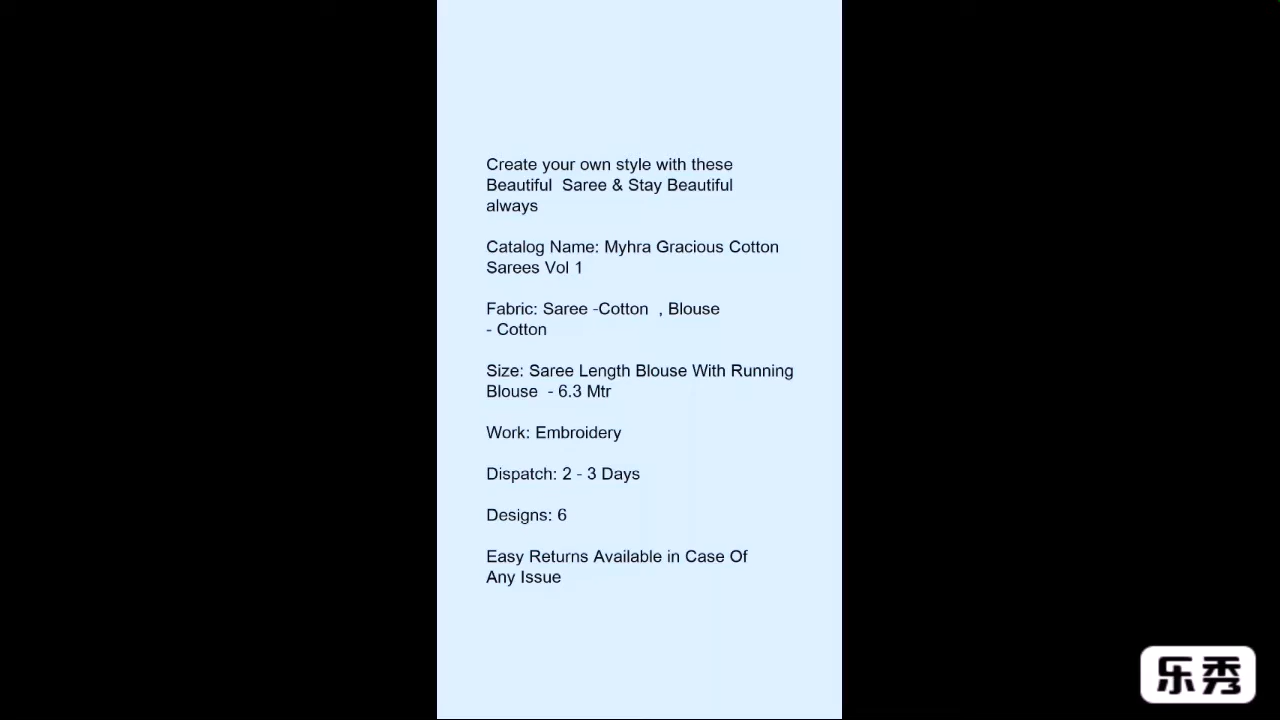 Create your own style with these
Beautiful  Saree & Stay Beautiful
always
Catalog Name: Myhra Gracious Cotton
Sarees Vol 1
Fabric: Saree -Cotton  , Blouse
- Cotton
Size: Saree Length Blouse With Running
Blouse  - 6.3 Mtr
Work: Embroidery
Dispatch: 2 - 3 Days
Designs: 6
Easy Returns Available in Case Of
Any Issue
乐秀